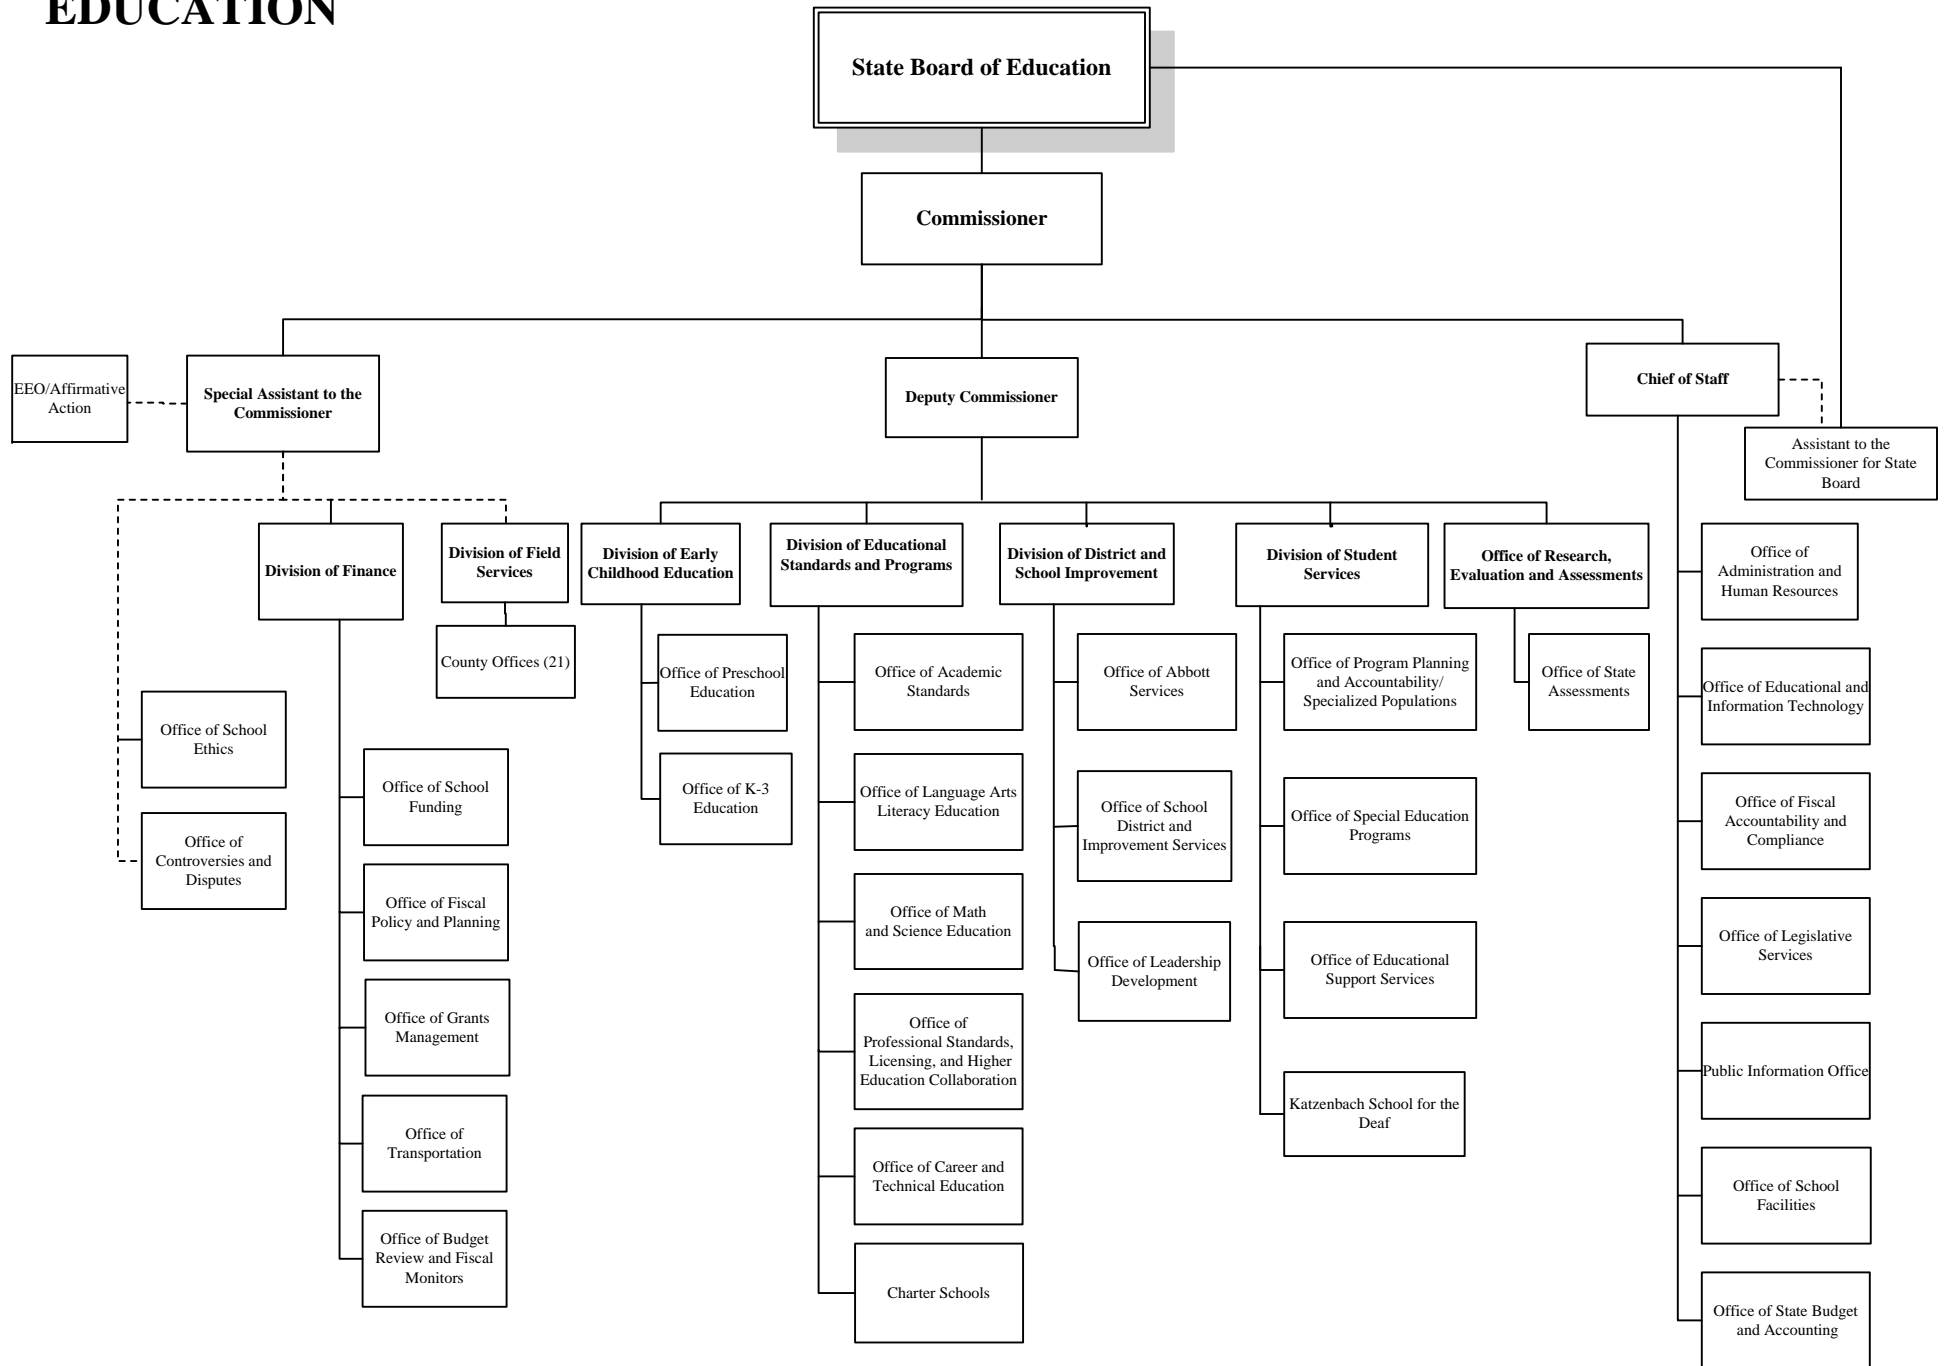 EDUCATION
State Board of Education
Commissioner
EEO/Affirmative
Action
Special Assistant to the
Commissioner
Deputy Commissioner
Chief of Staff
Assistant to the
Commissioner for State
Board
Division of Finance
Division of Field
Services
Division of Early
Childhood Education
Division of Educational
Standards and Programs
Division of District and
School Improvement
Division of Student
Services
Office of Research,
Evaluation and Assessments
County Offices (21)
Office of School
Ethics
Office of
Controversies and
Disputes
Office of School
Funding
Office of Fiscal
Policy and Planning
Office of Grants
Management
Office of
Transportation
Office of Budget
Review and Fiscal
Monitors
Office of Preschool
Education
Office of K-3
Education
Office of Academic
Standards
Office of Language Arts
Literacy Education
Office of Math
and Science Education
Office of
Professional Standards,
Licensing, and Higher
Education Collaboration
Office of Career and
Technical Education
Charter Schools
Office of Abbott
Services
Office of School
District and
Improvement Services
Office of Leadership
Development
Office of Program Planning
and Accountability/
Specialized Populations
Office of Special Education
Programs
Office of Educational
Support Services
Katzenbach School for the
Deaf
Office of State
Assessments
Office of
Administration and
Human Resources
Office of Educational and
Information Technology
Office of Fiscal
Accountability and
Compliance
Office of Legislative
Services
Public Information Office
Office of School
Facilities
Office of State Budget
and Accounting